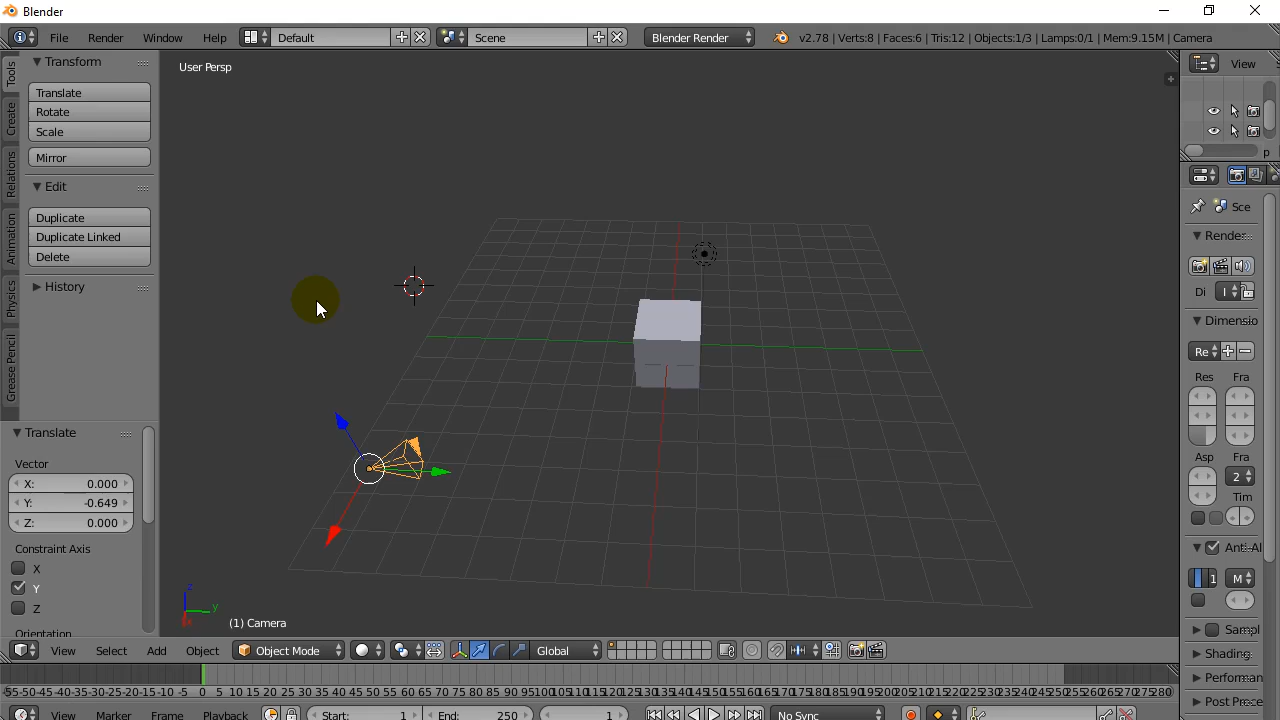 Blender
File Render Window Help Default Scene Blender Render v2.78 | Verts:8 | Faces:6 | Tris:12 | Objects:1/3 | Lamps:0/1 | Mem:9.15M | Camera
Tools
Create
Relations
Animation
Physics
Grease Pencil
Transform
Translate
Rotate
Scale
Mirror
Edit
Duplicate
Duplicate Linked
Delete
History
Translate
Vector
X: 0.000
Y: -0.649
Z: 0.000
Constraint Axis
X
Y
Z
Orientation
User Persp
z
y
x
(1) Camera
View
p
Sce
Render
Di
Dimensio
Re
Res Fra
Asp Fra
2
Tim
Anti-Al
1 M
Sampl
Shading
Performan
Post Proce
View Select Add Object Object Mode Global
View Marker Frame Playback Start: 1 End: 250 1 No Sync